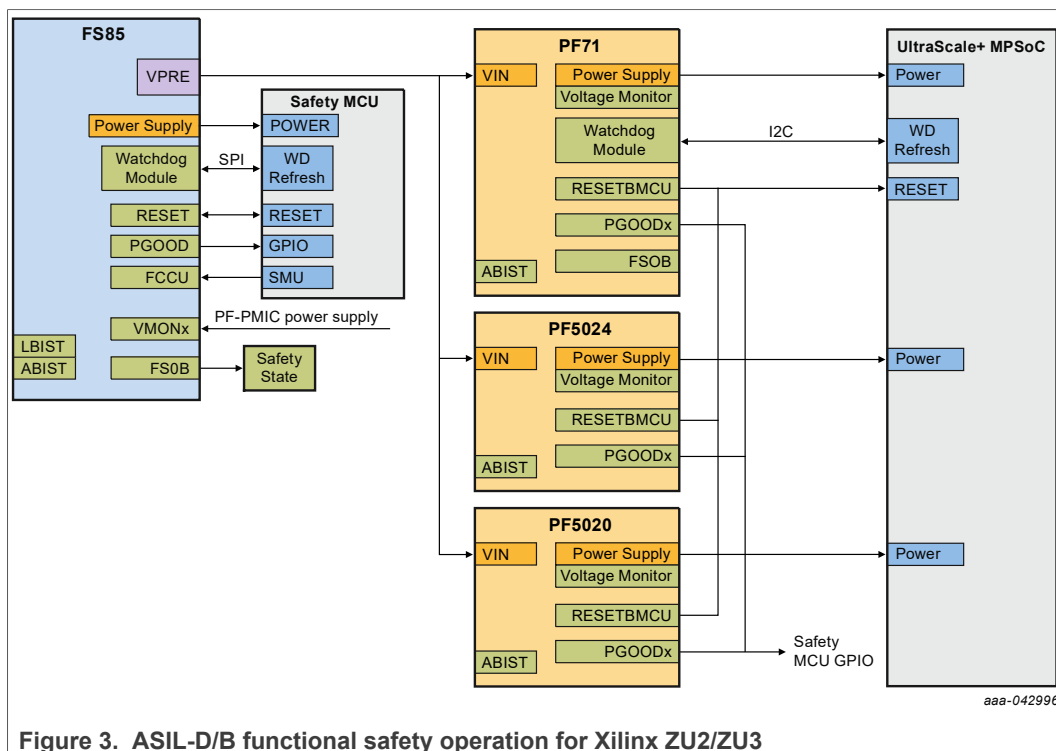 FS85
VPRE
Power Supply
Watchdog
Module
RESET
PGOOD
FCCU
VMONx
LBIST
ABIST
FS0B
SPI
Safety MCU
POWER
WD
Refresh
RESET
GPIO
SMU
PF-PMIC power supply
Safety
State
PF71
VIN
Power Supply
Voltage Monitor
Watchdog
Module
RESETBMCU
PGOODx
FSOB
ABIST
I2C
PF5024
VIN
Power Supply
Voltage Monitor
RESETBMCU
PGOODx
ABIST
PF5020
VIN
Power Supply
Voltage Monitor
RESETBMCU
PGOODx
ABIST
Safety
MCU GPIO
UltraScale+ MPSoC
Power
WD
Refresh
RESET
Power
Power
aaa-042996
Figure 3. ASIL-D/B functional safety operation for Xilinx ZU2/ZU3